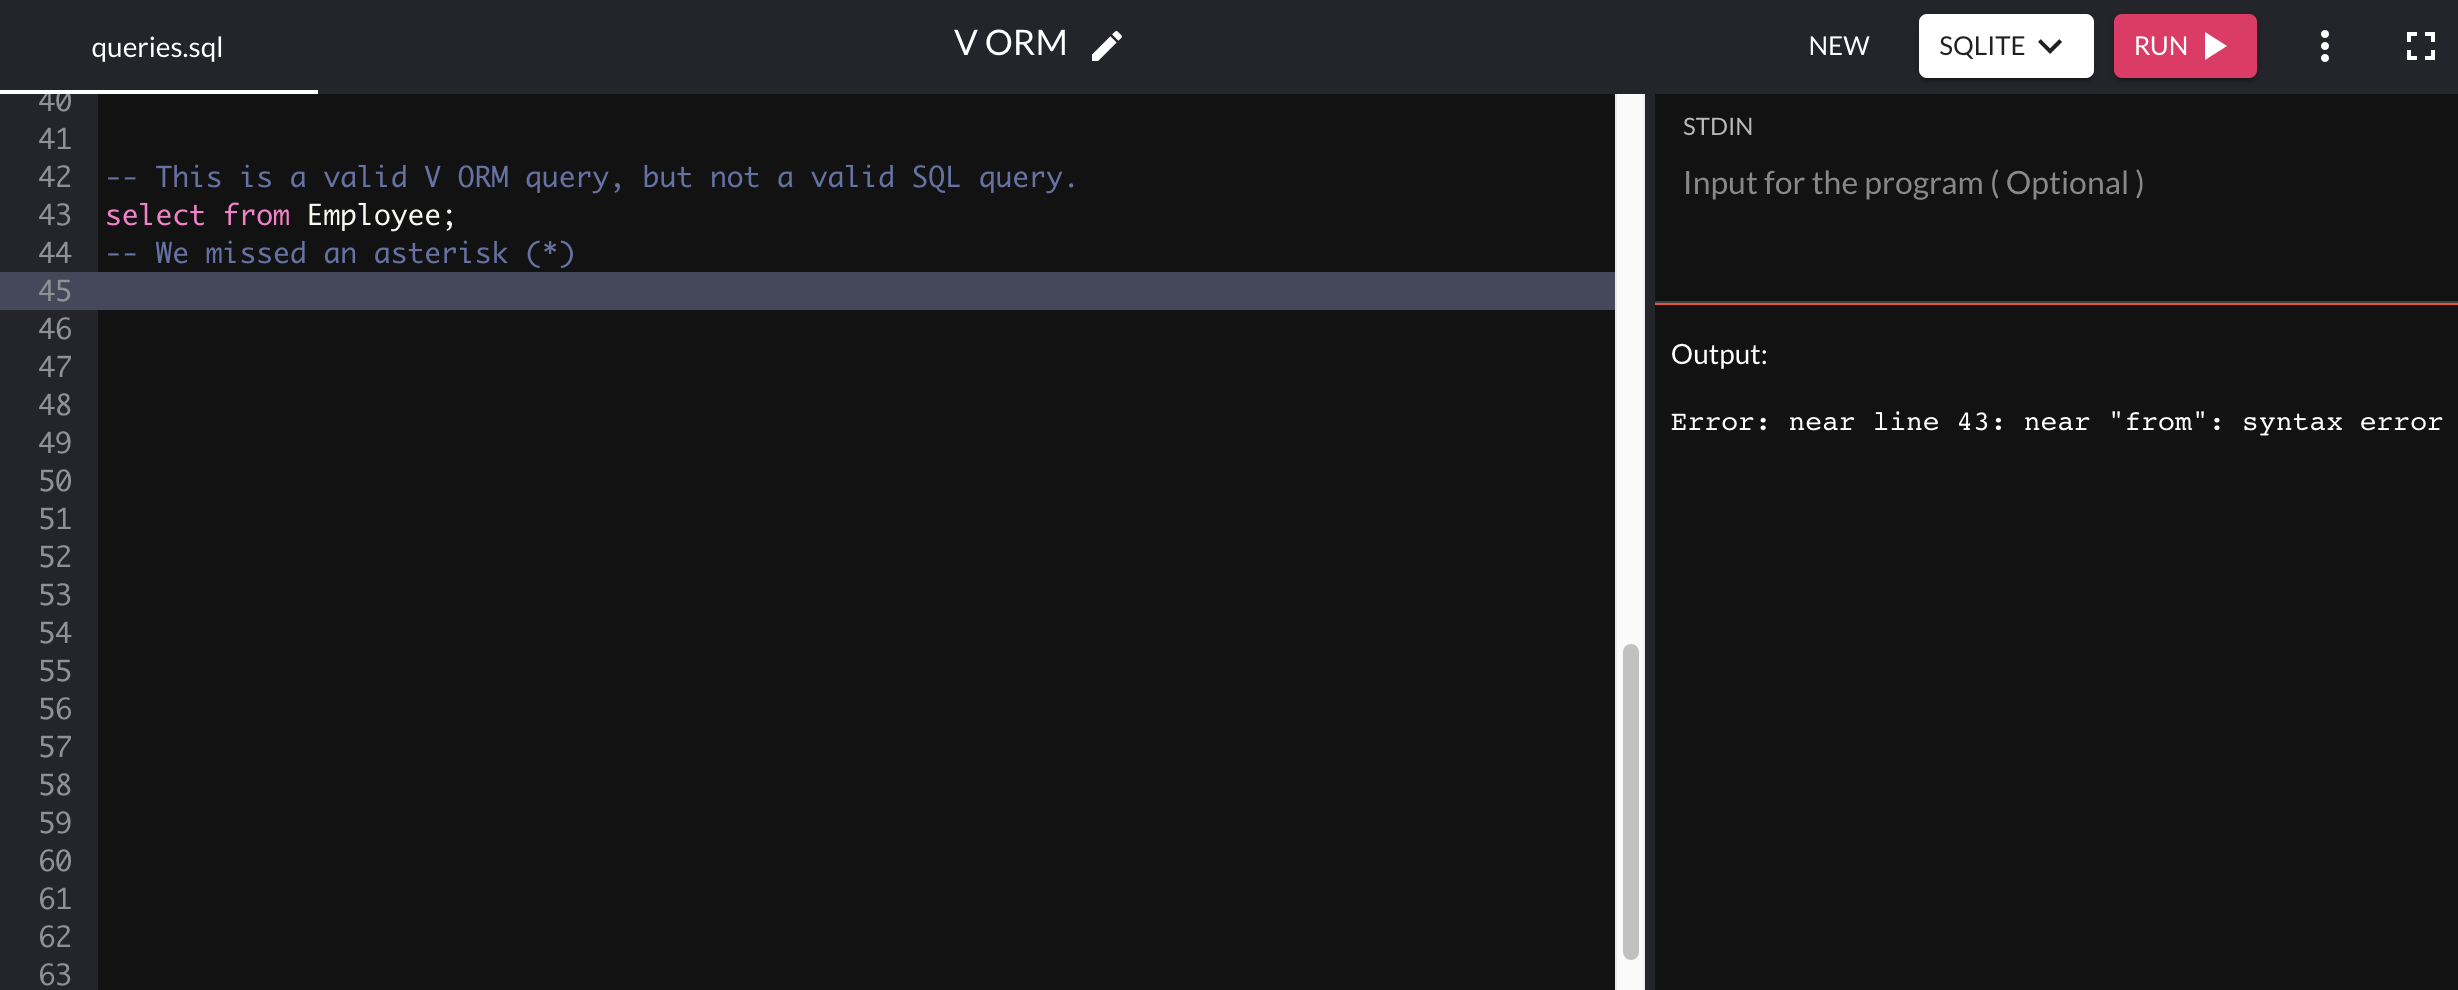 queries.sql
V ORM
NEW
SQLITE
RUN
40
41
42 -- This is a valid V ORM query, but not a valid SQL query.
43 select from Employee;
44 -- We missed an asterisk (*)
45
46
47
48
49
50
51
52
53
54
55
56
57
58
59
60
61
62
63
STDIN
Input for the program ( Optional )
Output:
Error: near line 43: near "from": syntax error